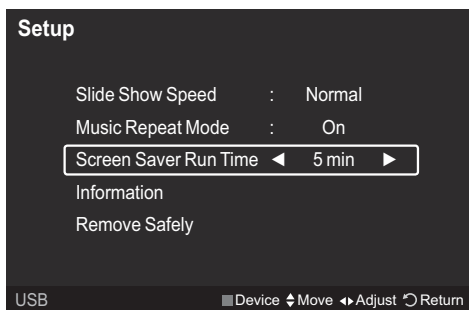 Setup
Slide Show Speed : Normal
Music Repeat Mode : On
Screen Saver Run Time ◀ 5 min ▶
Information
Remove Safely
USB Device Move Adjust Return